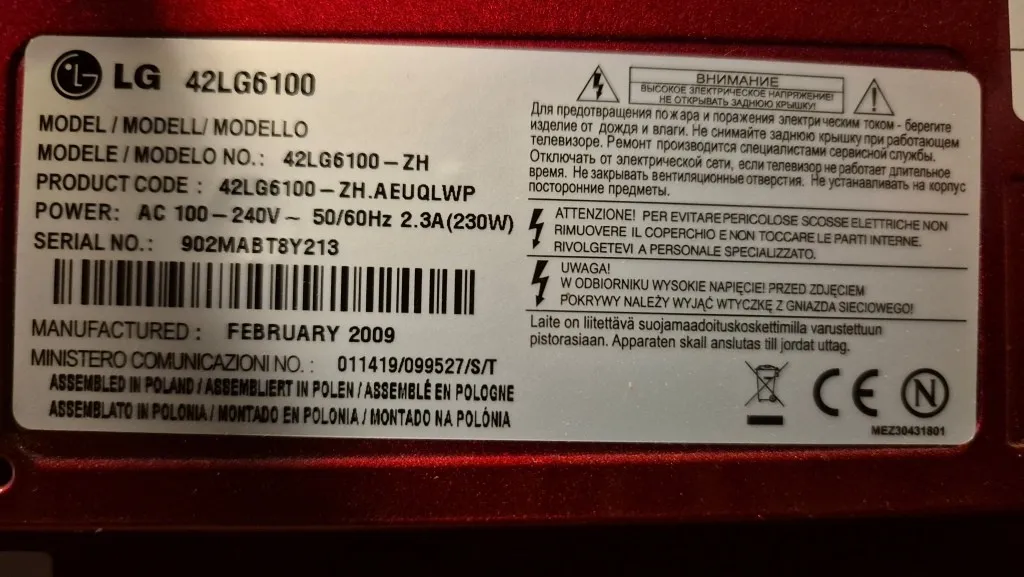 LG 42LG6100
MODEL / MODELL/ MODELLO
MODELE / MODELO NO. : 42LG6100-ZH
PRODUCT CODE : 42LG6100-ZH.AEUQLWP
POWER: AC 100-240V~ 50/60Hz 2.3A(230W)
SERIAL NO. : 902MABT8Y213
MANUFACTURED : FEBRUARY 2009
MINISTERO COMUNICAZIONI NO. : 011419/099527/S/T
ASSEMBLED IN POLAND / ASSEMBLIERT IN POLEN / ASSEMBLÉ EN POLOGNE
ASSEMBLATO IN POLONIA / MONTADO EN POLONIA / MONTADO NA POLÓNIA
ВНИМАНИЕ
ВЫСОКОЕ ЭЛЕКТРИЧЕСКОЕ НАПРЯЖЕНИЕ!
НЕ ОТКРЫВАТЬ ЗАДНЮЮ КРЫШКУ!
Для предотвращения пожара и поражения электрическим током - берегите
изделие от дождя и влаги. Не снимайте заднюю крышку при работающем
телевизоре. Ремонт производится специалистами сервисной службы.
Отключать от электрической сети, если телевизор не работает длительное
время. Не закрывать вентиляционные отверстия. Не устанавливать на корпус
посторонние предметы.
ATTENZIONE! PER EVITARE PERICOLOSE SCOSSE ELETTRICHE NON
RIMUOVERE IL COPERCHIO E NON TOCCARE LE PARTI INTERNE.
RIVOLGETEVI A PERSONALE SPECIALIZZATO.
UWAGA!
W ODBIORNIKU WYSOKIE NAPIĘCIE! PRZED ZDJĘCIEM
POKRYWY NALEŻY WYJĄĆ WTYCZKĘ Z GNIAZDA SIECIOWEGO!
Laite on liitettävä suojamaadoituskoskettimilla varustettuun
pistorasiaan. Apparaten skall anslutas till jordat uttag.
CE N
MEZ30431801